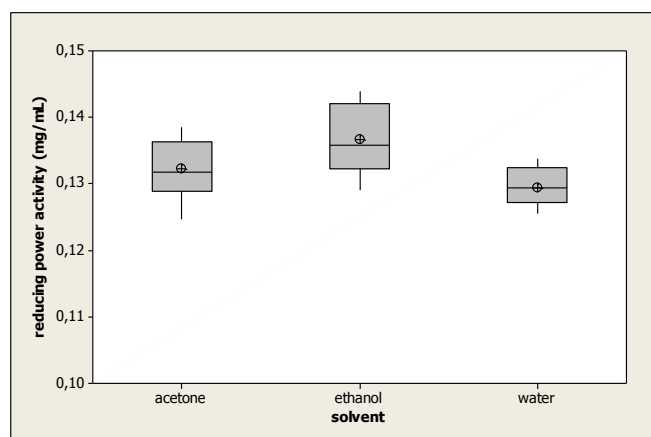 0,15
0,14
0,13
0,12
0,11
0,10
reducing power activity (mg/mL)
acetone ethanol water
solvent